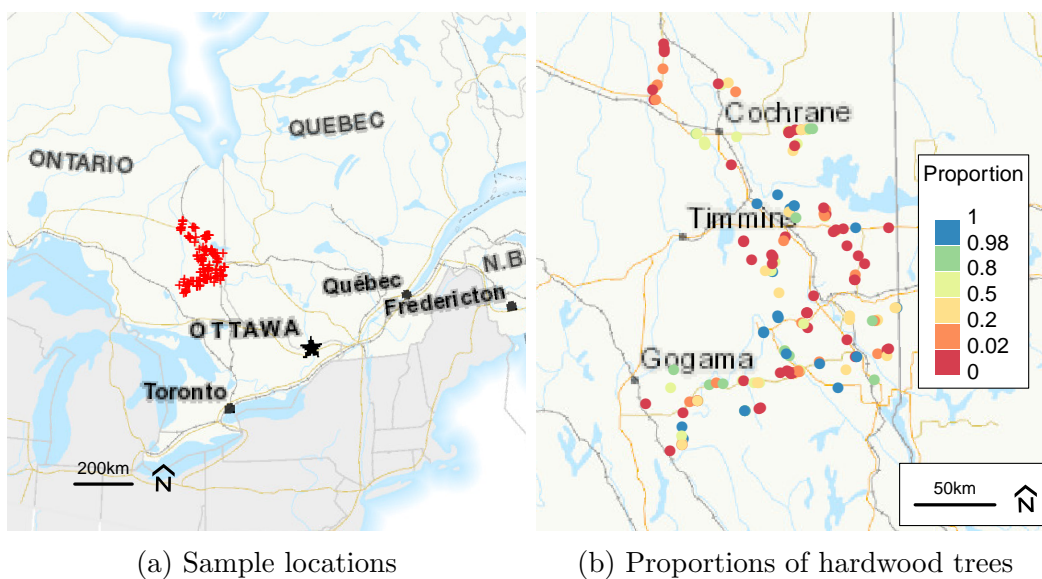 ONTARIO
QUEBEC
Québec
N.B.
Fredericton
OTTAWA
Toronto
200km
N
Cochrane
Timmins
Gogama
Proportion
1
0.98
0.8
0.5
0.2
0.02
0
50km
N
(a) Sample locations
(b) Proportions of hardwood trees